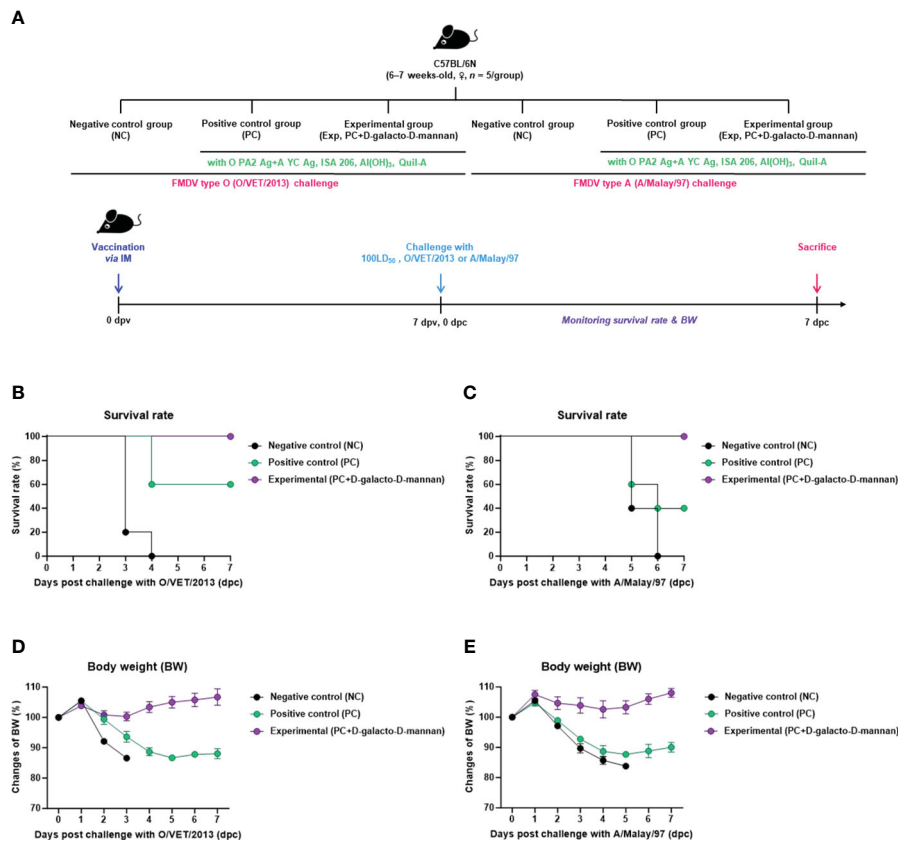 A
C57BL/6N
(6–7 weeks-old, ♀, n = 5/group)
Negative control group
(NC)
Positive control group
(PC)
Experimental group
(Exp, PC+D-galacto-D-mannan)
Negative control group
(NC)
Positive control group
(PC)
Experimental group
(Exp, PC+D-galacto-D-mannan)
with O PA2 Ag+A YC Ag, ISA 206, Al(OH)₃, Quil-A
with O PA2 Ag+A YC Ag, ISA 206, Al(OH)₃, Quil-A
FMDV type O (O/VET/2013) challenge
FMDV type A (A/Malay/97) challenge
Vaccination
via IM
Challenge with
100LD₅₀ , O/VET/2013 or A/Malay/97
Sacrifice
0 dpv
7 dpv, 0 dpc
Monitoring survival rate & BW
7 dpc
B
Survival rate
Survival rate (%)
100
80
60
40
20
0
0 1 2 3 4 5 6 7
Days post challenge with O/VET/2013 (dpc)
Negative control (NC)
Positive control (PC)
Experimental (PC+D-galacto-D-mannan)
C
Survival rate
Survival rate (%)
100
80
60
40
20
0
0 1 2 3 4 5 6 7
Days post challenge with A/Malay/97 (dpc)
Negative control (NC)
Positive control (PC)
Experimental (PC+D-galacto-D-mannan)
D
Body weight (BW)
Changes of BW (%)
110
100
90
80
70
0 1 2 3 4 5 6 7
Days post challenge with O/VET/2013 (dpc)
Negative control (NC)
Positive control (PC)
Experimental (PC+D-galacto-D-mannan)
E
Body weight (BW)
Changes of BW (%)
110
100
90
80
70
0 1 2 3 4 5 6 7
Days post challenge with A/Malay/97 (dpc)
Negative control (NC)
Positive control (PC)
Experimental (PC+D-galacto-D-mannan)